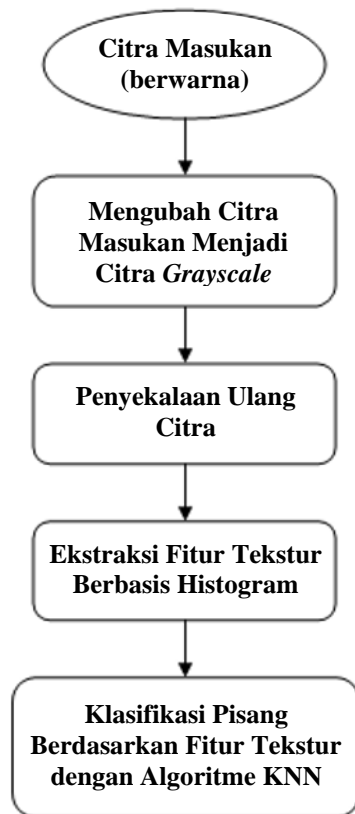 Citra Masukan
(berwarna)
Mengubah Citra
Masukan Menjadi
Citra Grayscale
Penyekalaan Ulang
Citra
Ekstraksi Fitur Tekstur
Berbasis Histogram
Klasifikasi Pisang
Berdasarkan Fitur Tekstur
dengan Algoritme KNN